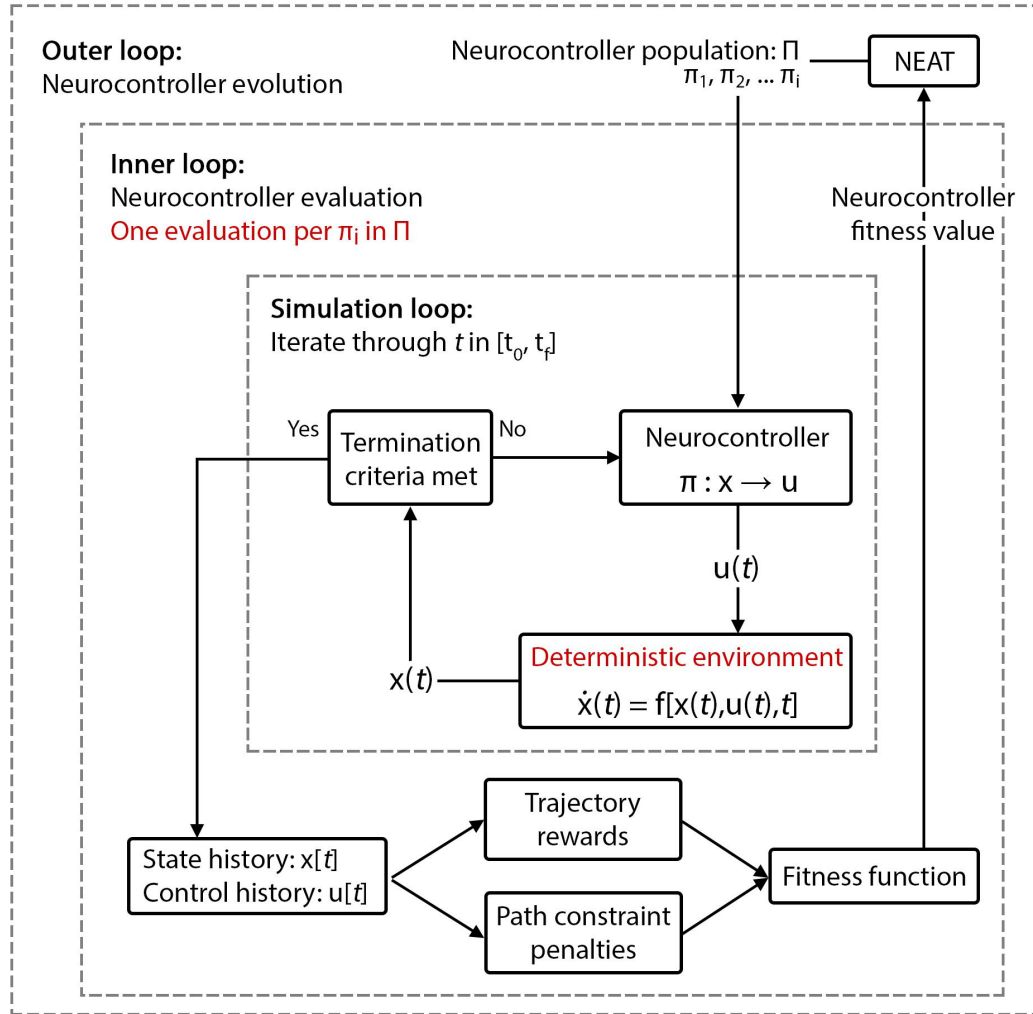 Outer loop:
Neurocontroller evolution
Neurocontroller population: Π
π₁, π₂, ... πᵢ
NEAT
Inner loop:
Neurocontroller evaluation
One evaluation per πᵢ in Π
Neurocontroller
fitness value
Simulation loop:
Iterate through t in [t₀, t_f]
Yes
Termination
criteria met
No
Neurocontroller
π : x → u
u(t)
Deterministic environment
ẋ(t) = f[x(t),u(t),t]
x(t)
Trajectory
rewards
State history: x[t]
Control history: u[t]
Path constraint
penalties
Fitness function